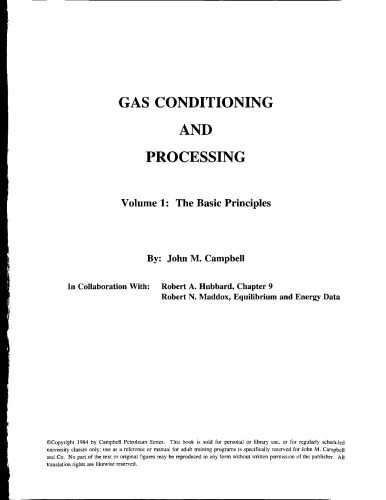 GAS CONDITIONING
AND
PROCESSING
Volume 1: The Basic Principles
By: John M. Campbell
In Collaboration With: Robert A. Hubbard, Chapter 9
Robert N. Maddox, Equilibrium and Energy Data
©Copyright 1984 by Campbell Petroleum Series. This book is sold for personal or library use, or for regularly scheduled
university classes only; use as a reference or manual for adult training programs is specifically reserved for John M. Campbell
and Co. No part of the text or original figures may be reproduced in any form without written permission of the publisher. All
translation rights are likewise reserved.